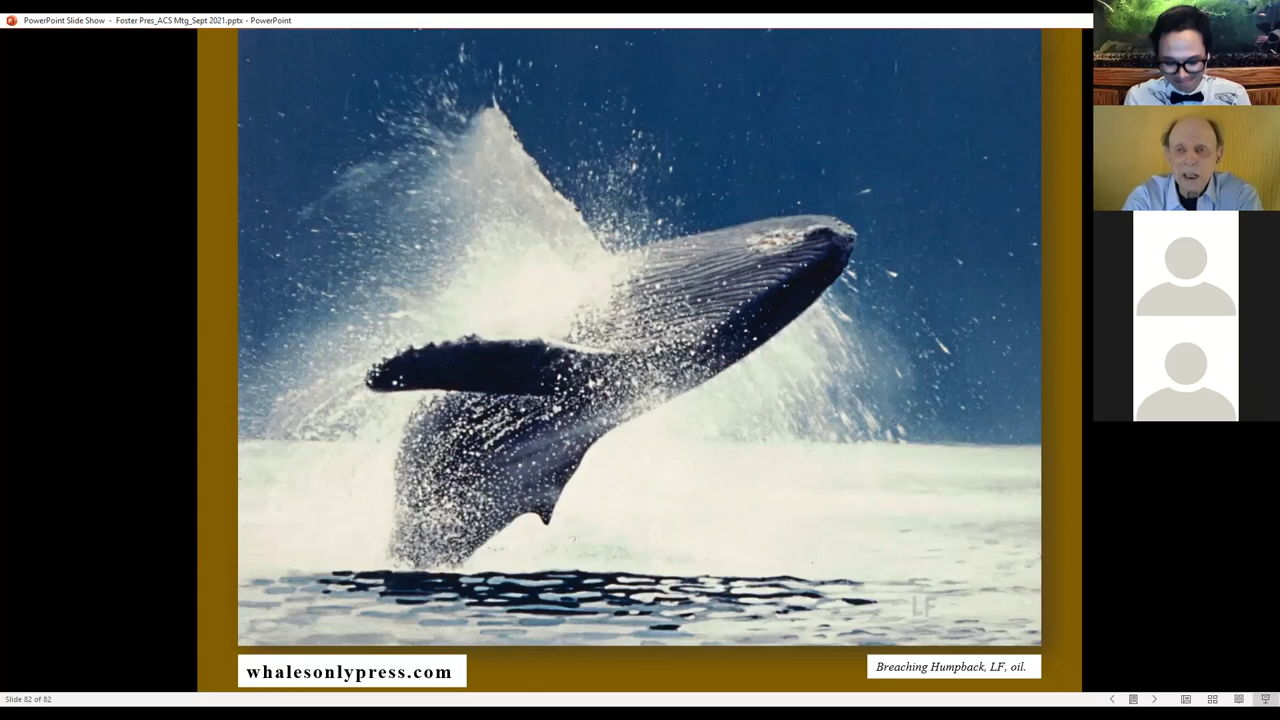 PowerPoint Slide Show - Foster Pres_ACS Mtg_Sept 2021.pptx - PowerPoint
LF
whalesonlypress.com
Breaching Humpback, LF, oil.
Slide 82 of 82